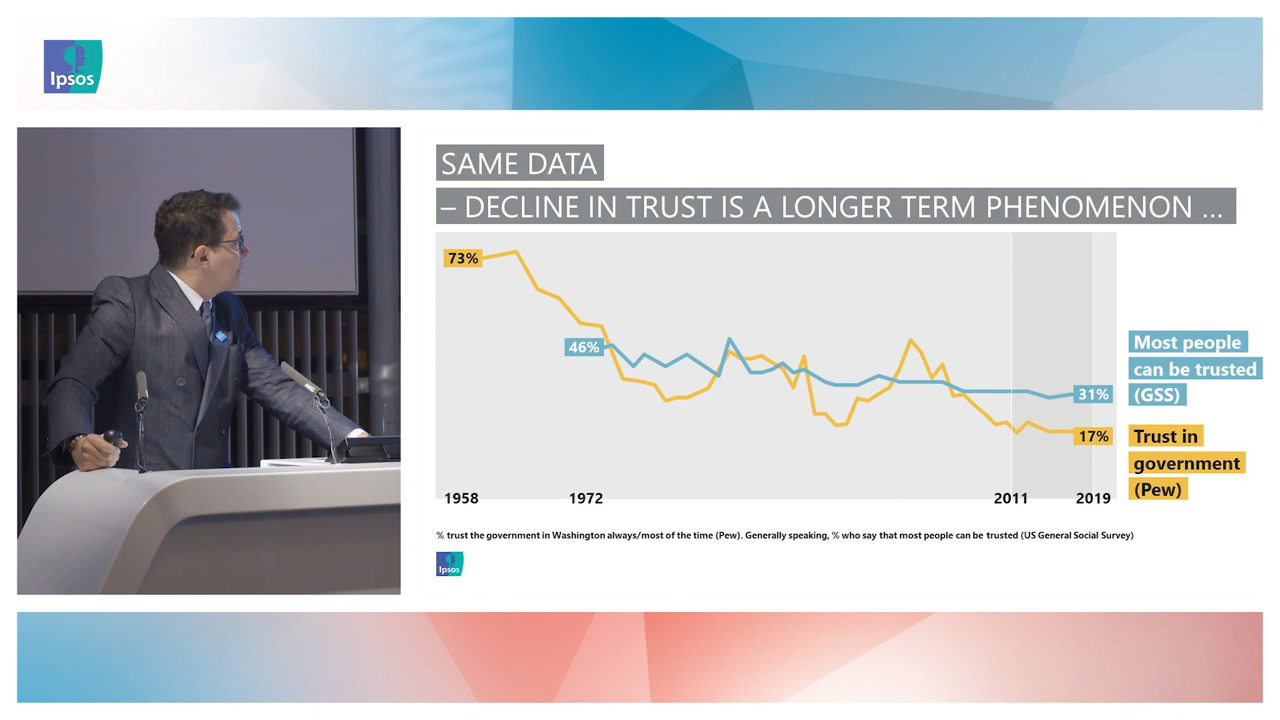 Ipsos
SAME DATA
– DECLINE IN TRUST IS A LONGER TERM PHENOMENON ...
73%
46%
31%
17%
1958
1972
2011
2019
Most people
can be trusted
(GSS)
Trust in
government
(Pew)
% trust the government in Washington always/most of the time (Pew). Generally speaking, % who say that most people can be trusted (US General Social Survey)
Ipsos